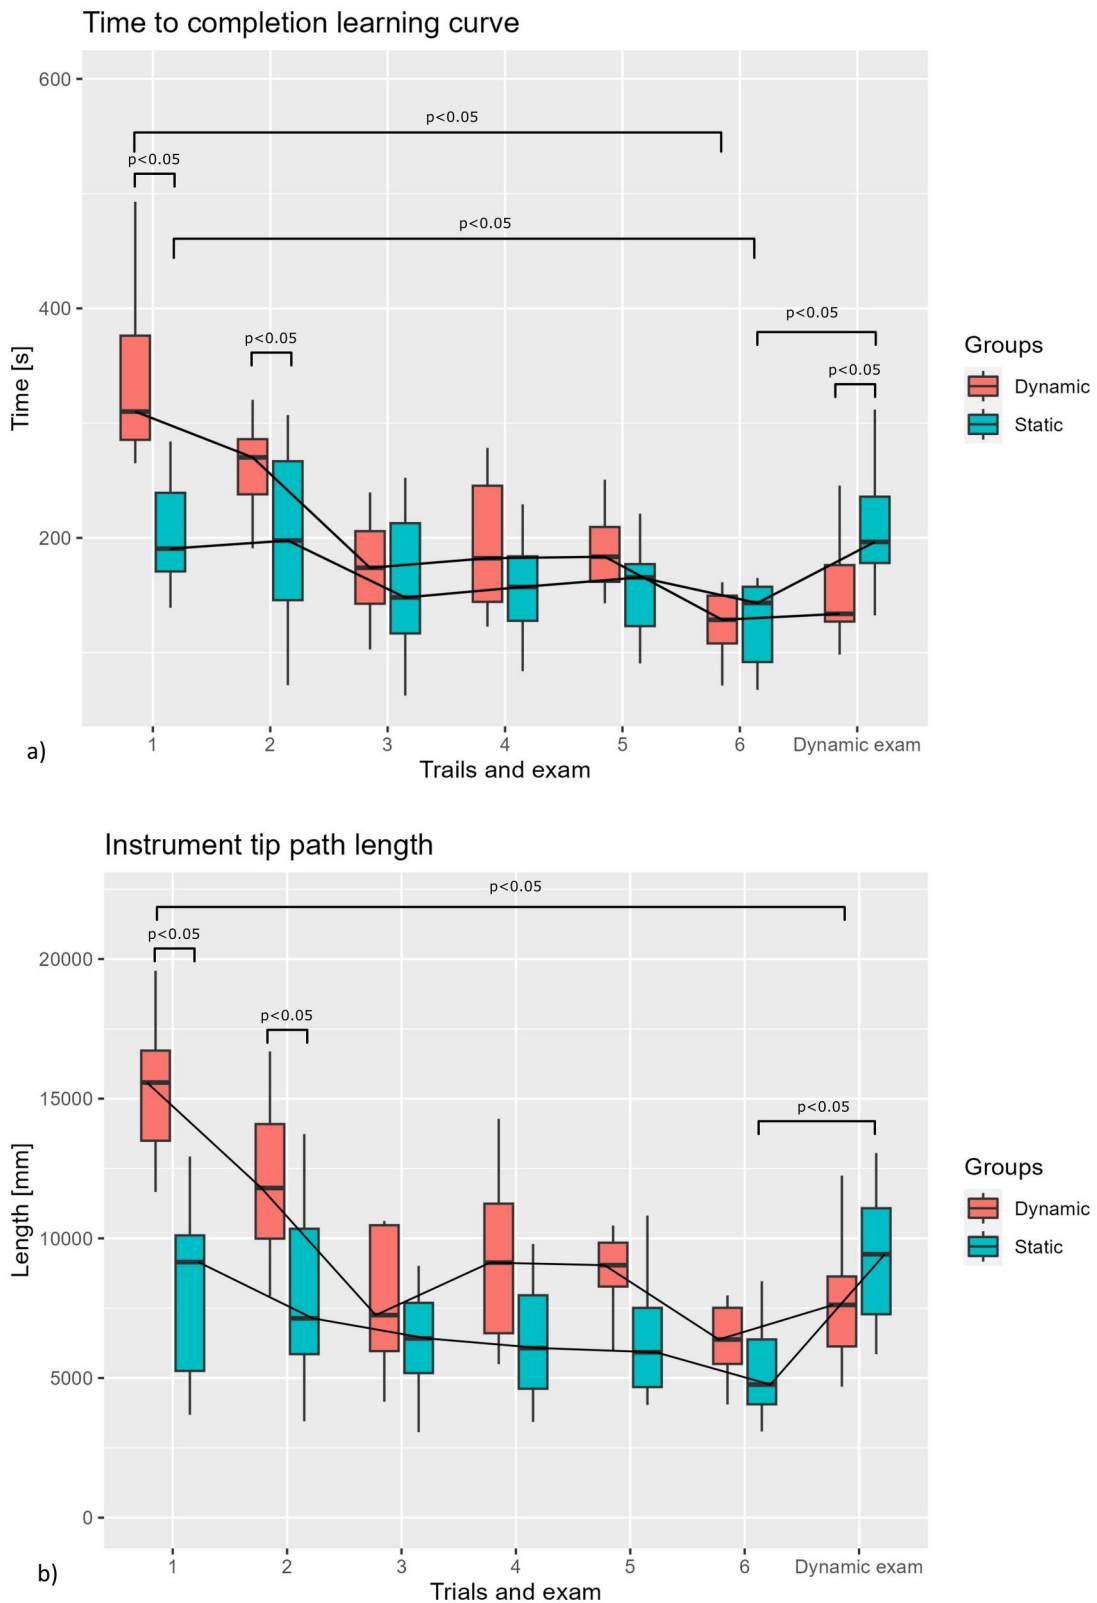 Time to completion learning curve
600
p<0.05
p<0.05
p<0.05
400
p<0.05
p<0.05
p<0.05
200
Time [s]
Groups
Dynamic
Static
1 2 3 4 5 6 Dynamic exam
a)
Trails and exam
Instrument tip path length
p<0.05
p<0.05
20000
p<0.05
15000
p<0.05
10000
5000
0
Length [mm]
Groups
Dynamic
Static
1 2 3 4 5 6 Dynamic exam
b)
Trials and exam